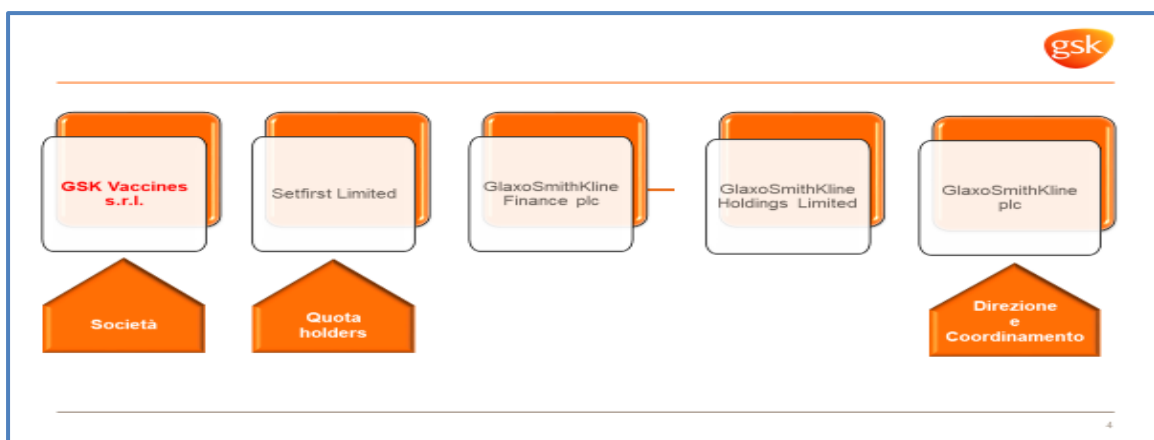 gsk
GSK Vaccines
s.r.l.
Setfirst Limited
GlaxoSmithKline
Finance plc
GlaxoSmithKline
Holdings Limited
GlaxoSmithKline
plc
Società
Quota
holders
Direzione
e
Coordinamento
4